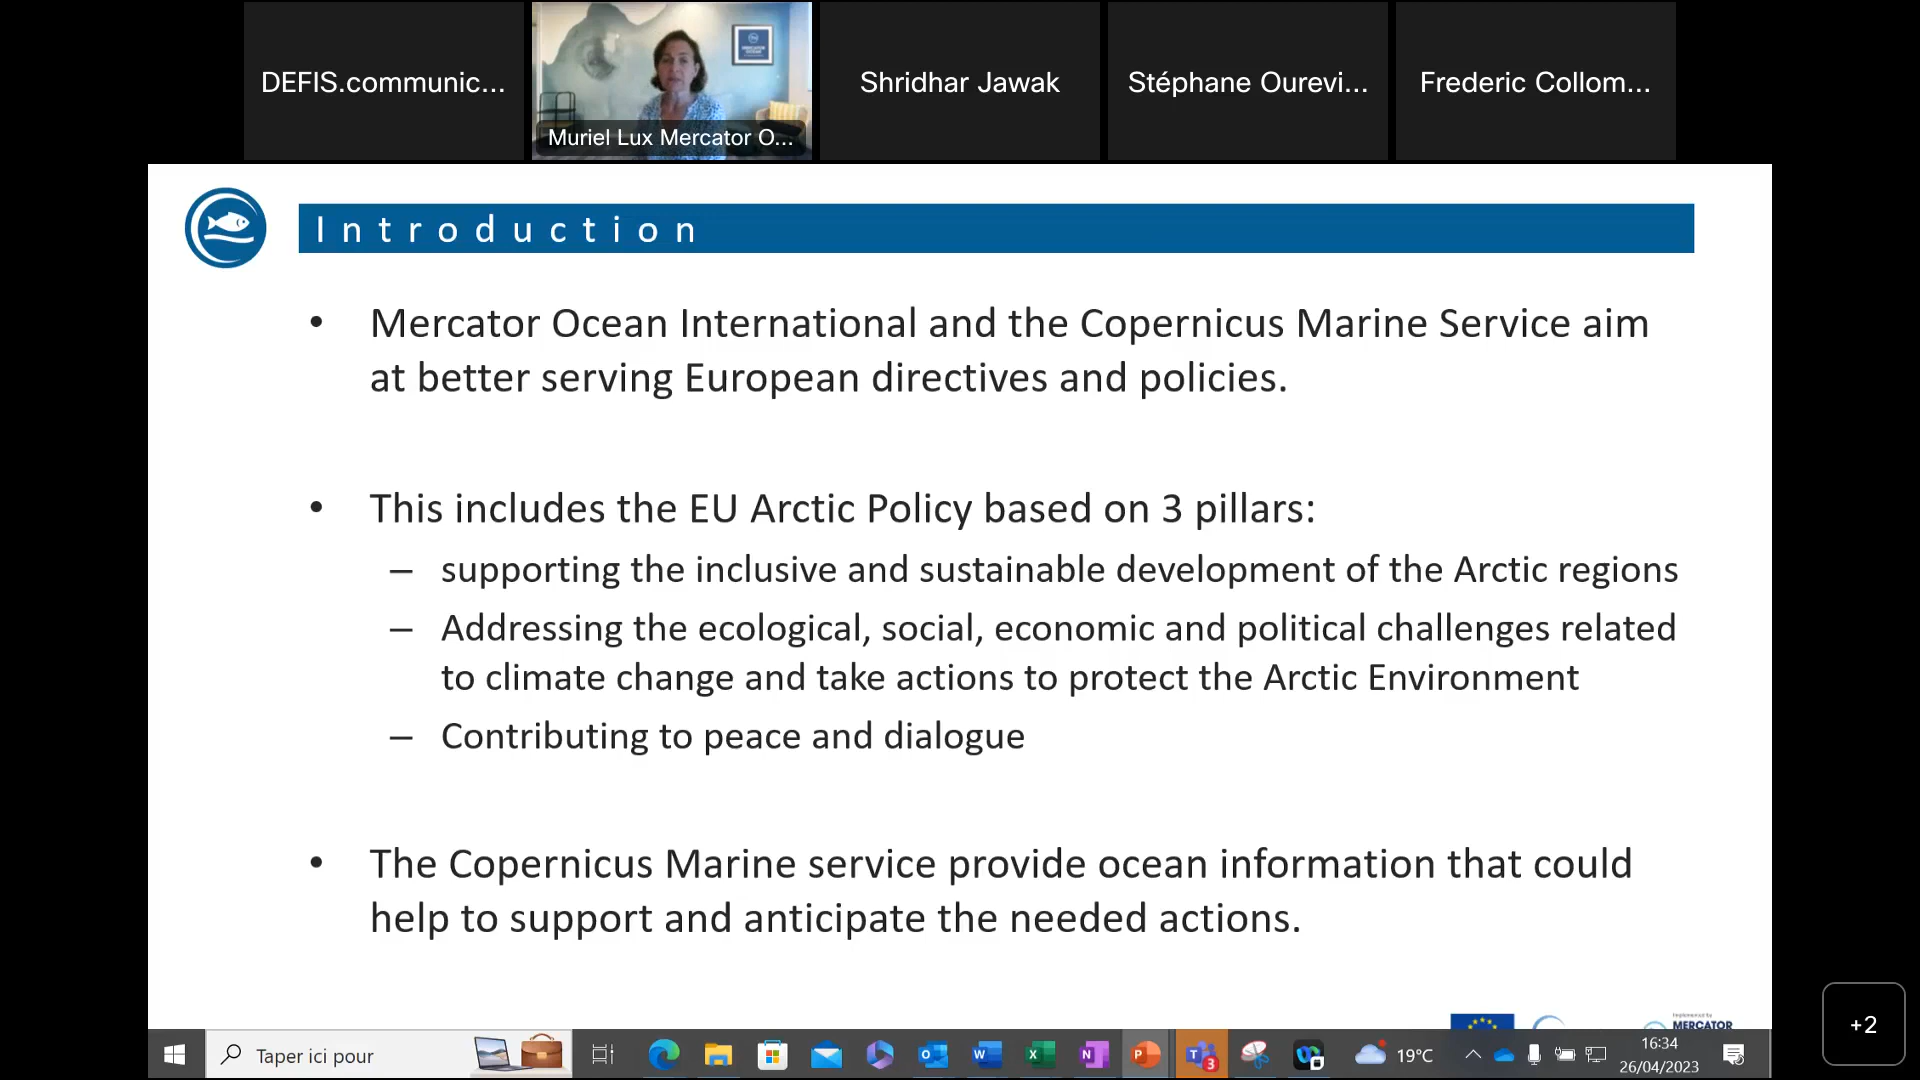 DEFIS.communic...
Muriel Lux Mercator O...
Shridhar Jawak
Stéphane Ourevi...
Frederic Collom...
Introduction
• Mercator Ocean International and the Copernicus Marine Service aim
at better serving European directives and policies.
• This includes the EU Arctic Policy based on 3 pillars:
– supporting the inclusive and sustainable development of the Arctic regions
– Addressing the ecological, social, economic and political challenges related
to climate change and take actions to protect the Arctic Environment
– Contributing to peace and dialogue
• The Copernicus Marine service provide ocean information that could
help to support and anticipate the needed actions.
MERCATOR
+2
Taper ici pour
3
19°C
16:34
26/04/2023